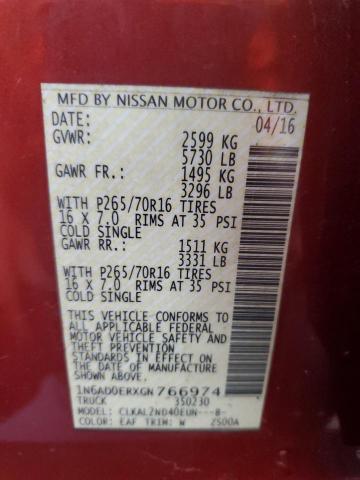 MFD BY NISSAN MOTOR CO., LTD.
DATE: 04/16
GVWR: 2599 KG
5730 LB
GAWR FR.: 1495 KG
3296 LB
WITH P265/70R16 TIRES
16 X 7.0 RIMS AT 35 PSI
COLD SINGLE
GAWR RR.: 1511 KG
3331 LB
WITH P265/70R16 TIRES
16 X 7.0 RIMS AT 35 PSI
COLD SINGLE
THIS VEHICLE CONFORMS TO
ALL APPLICABLE FEDERAL
MOTOR VEHICLE SAFETY AND
THEFT PREVENTION
STANDARDS IN EFFECT ON
THE DATE OF MANUFACTURE
SHOWN ABOVE.
1N6AD0ERXGN766974
TRUCK 350230
MODEL: CLKALZND40EUN---8-
COLOR: EAF TRIM: W 2500A